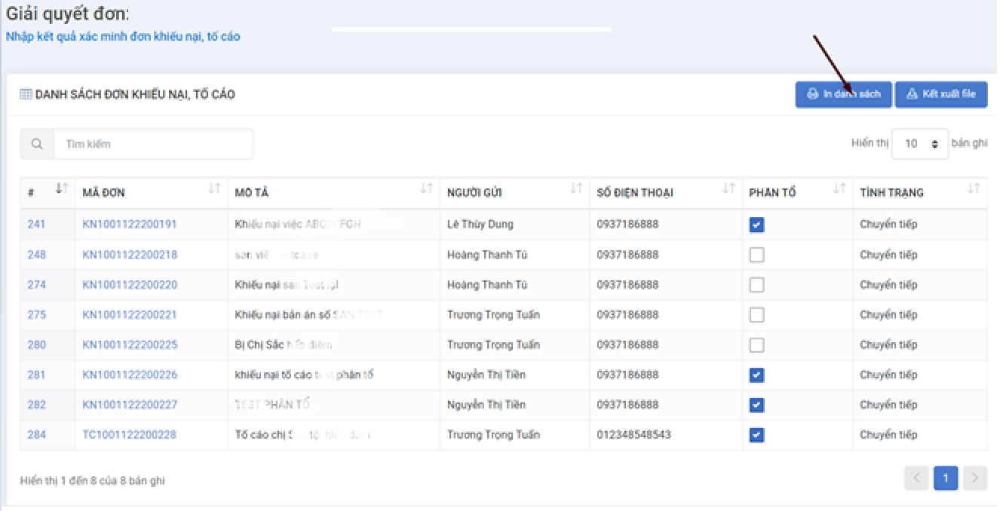 Giải quyết đơn:
Nhập kết quả xác minh đơn khiếu nại, tố cáo
DANH SÁCH ĐƠN KHIẾU NẠI, TỐ CÁO
In danh sách
Kết xuất file
Tìm kiếm
Hiển thị 10 bản ghi
# MÃ ĐƠN MÔ TẢ NGƯỜI GỬI SỐ ĐIỆN THOẠI PHÂN TỔ TÌNH TRẠNG
241 KN1001122200191 Khiếu nại việc ABCDEFGH Lê Thùy Dung 0937186888 Chuyển tiếp
248 KN1001122200218 san Hoàng Thanh Tú 0937186888 Chuyển tiếp
274 KN1001122200220 Khiếu nại san Test lại Hoàng Thanh Tú 0937186888 Chuyển tiếp
275 KN1001122200221 Khiếu nại bản án số SAN TEST Trương Trọng Tuấn 0937186888 Chuyển tiếp
280 KN1001122200225 Bị Chị Sắc Trương Trọng Tuấn 0937186888 Chuyển tiếp
281 KN1001122200226 khiếu nại tố cáo test phân tổ Nguyễn Thị Tiền 0937186888 Chuyển tiếp
282 KN1001122200227 TEST PHÂN TỔ Nguyễn Thị Tiền 0937186888 Chuyển tiếp
284 TC1001122200228 Tố cáo chị Trương Trọng Tuấn 012348548543 Chuyển tiếp
Hiển thị 1 đến 8 của 8 bản ghi
1